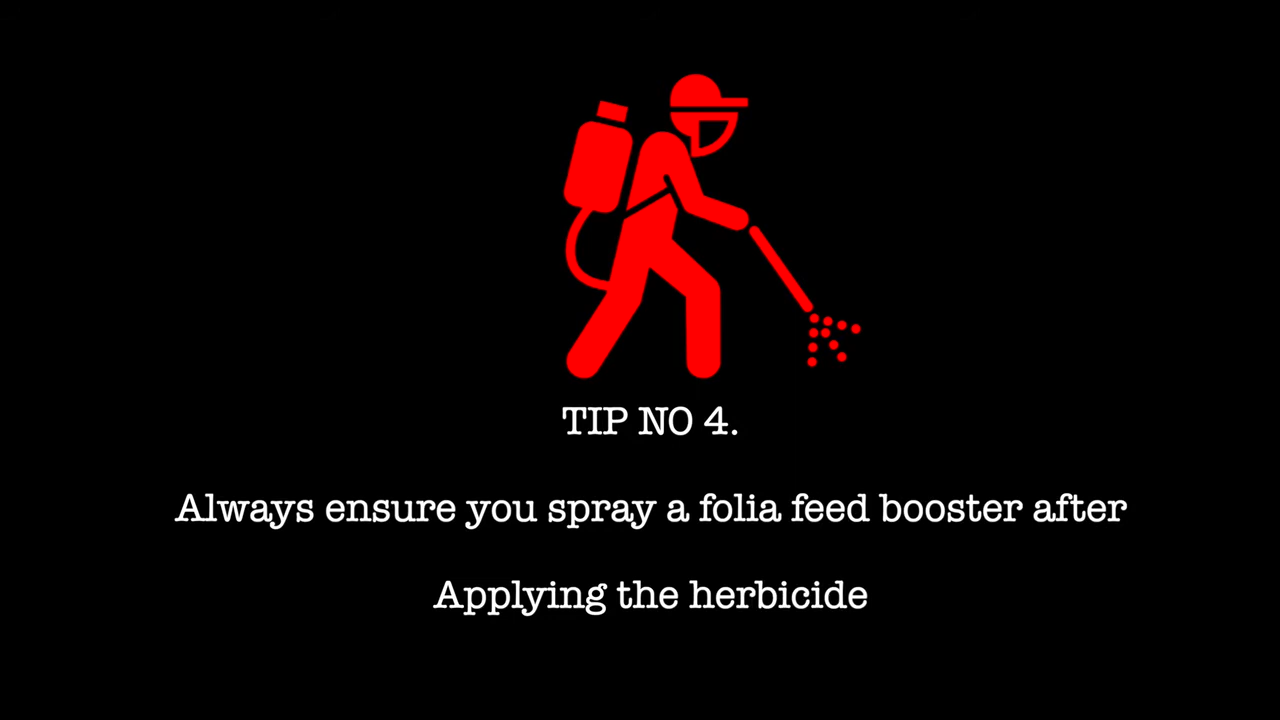 TIP NO 4.
Always ensure you spray a folia feed booster after
Applying the herbicide